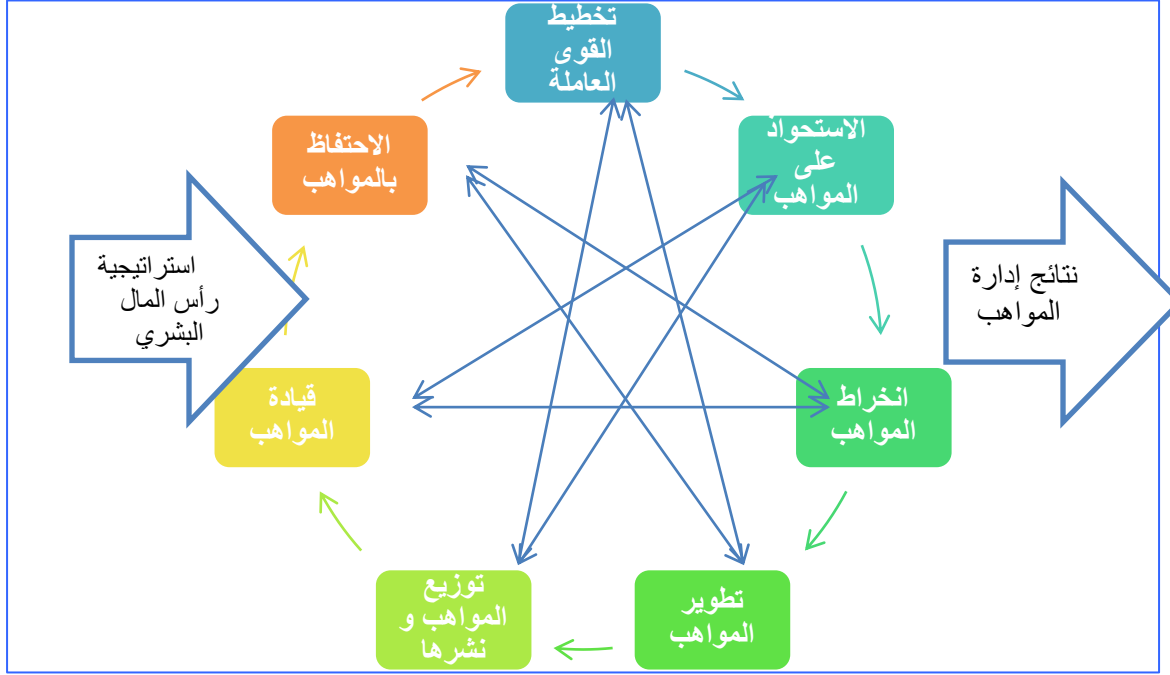 تخطيط
القوى
العاملة
الاستحواذ
على
المواهب
انخراط
المواهب
تطوير
المواهب
توزيع
المواهب و
نشرها
قيادة
المواهب
الاحتفاظ
بالمواهب
استراتيجية
رأس المال
البشري
نتائج إدارة
المواهب